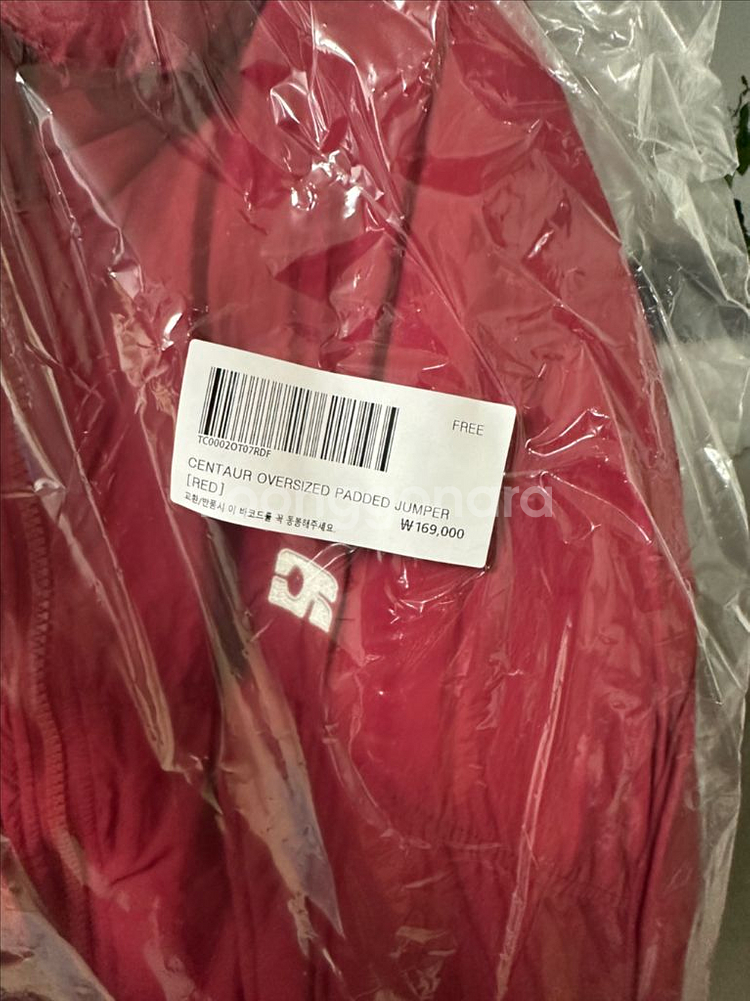 FREE
TC0002OT07RDF
CENTAUR OVERSIZED PADDED JUMPER
[RED]
교환/반품시 이 바코드를 꼭 동봉해주세요.
₩169,000